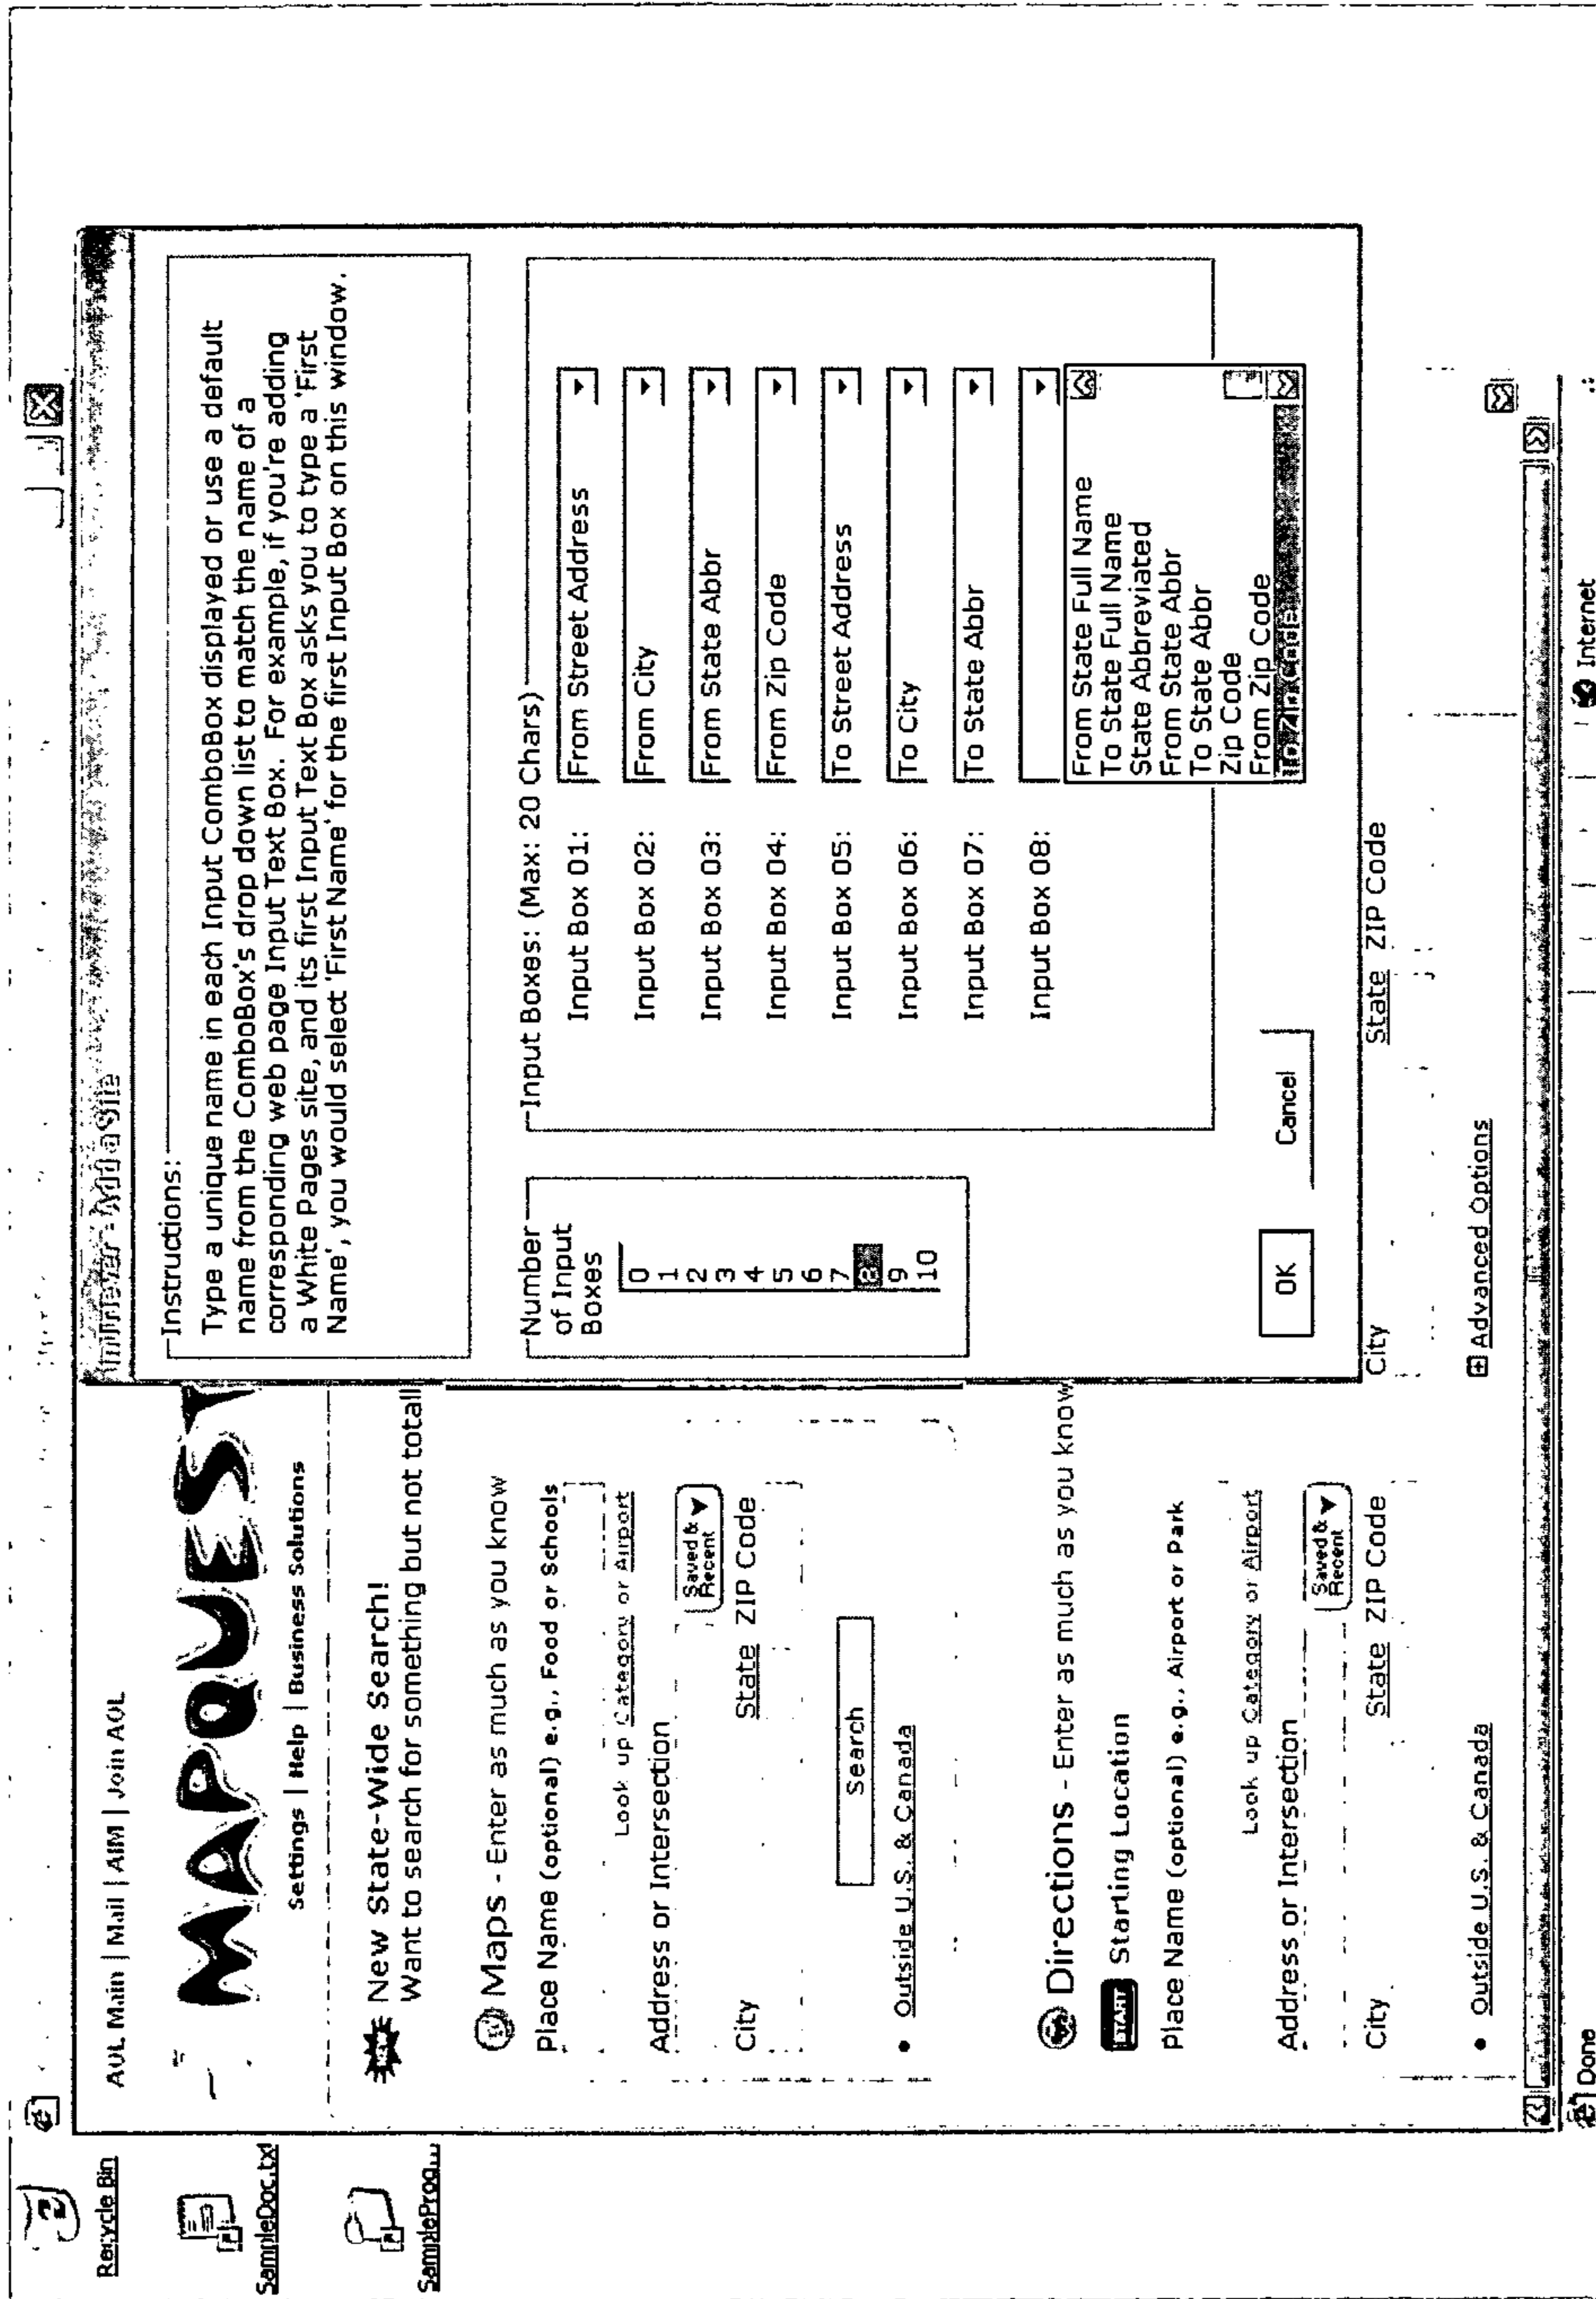 Recycle Bin
SampleDoc.txt
SampleProg...
AOL Main | Mail | AIM | Join AOL
MAPQUEST
Settings | Help | Business Solutions
NEW New State-Wide Search!
Want to search for something but not totall
Maps - Enter as much as you know
Place Name (optional) e.g., Food or Schools
Look up Category or Airport
Address or Intersection
Saved & Recent
City State ZIP Code
Search
• Outside U.S. & Canada
Directions - Enter as much as you know
START Starting Location
Place Name (optional) e.g., Airport or Park
Look up Category or Airport
Address or Intersection
Saved & Recent
City State ZIP Code
• Outside U.S. & Canada
Add a Site
Instructions:
Type a unique name in each Input ComboBox displayed or use a default
name from the ComboBox's drop down list to match the name of a
corresponding web page Input Text Box. For example, if you're adding
a White Pages site, and its first Input Text Box asks you to type a 'First
Name', you would select 'First Name' for the first Input Box on this window.
Number
of Input
Boxes
0
1
2
3
4
5
6
7
8
9
10
Input Boxes: (Max: 20 Chars)
Input Box 01: From Street Address
Input Box 02: From City
Input Box 03: From State Abbr
Input Box 04: From Zip Code
Input Box 05: To Street Address
Input Box 06: To City
Input Box 07: To State Abbr
Input Box 08:
From State Full Name
To State Full Name
State Abbreviated
From State Abbr
To State Abbr
Zip Code
From Zip Code
To Zip Code
OK Cancel
City State ZIP Code
Advanced Options
Done Internet